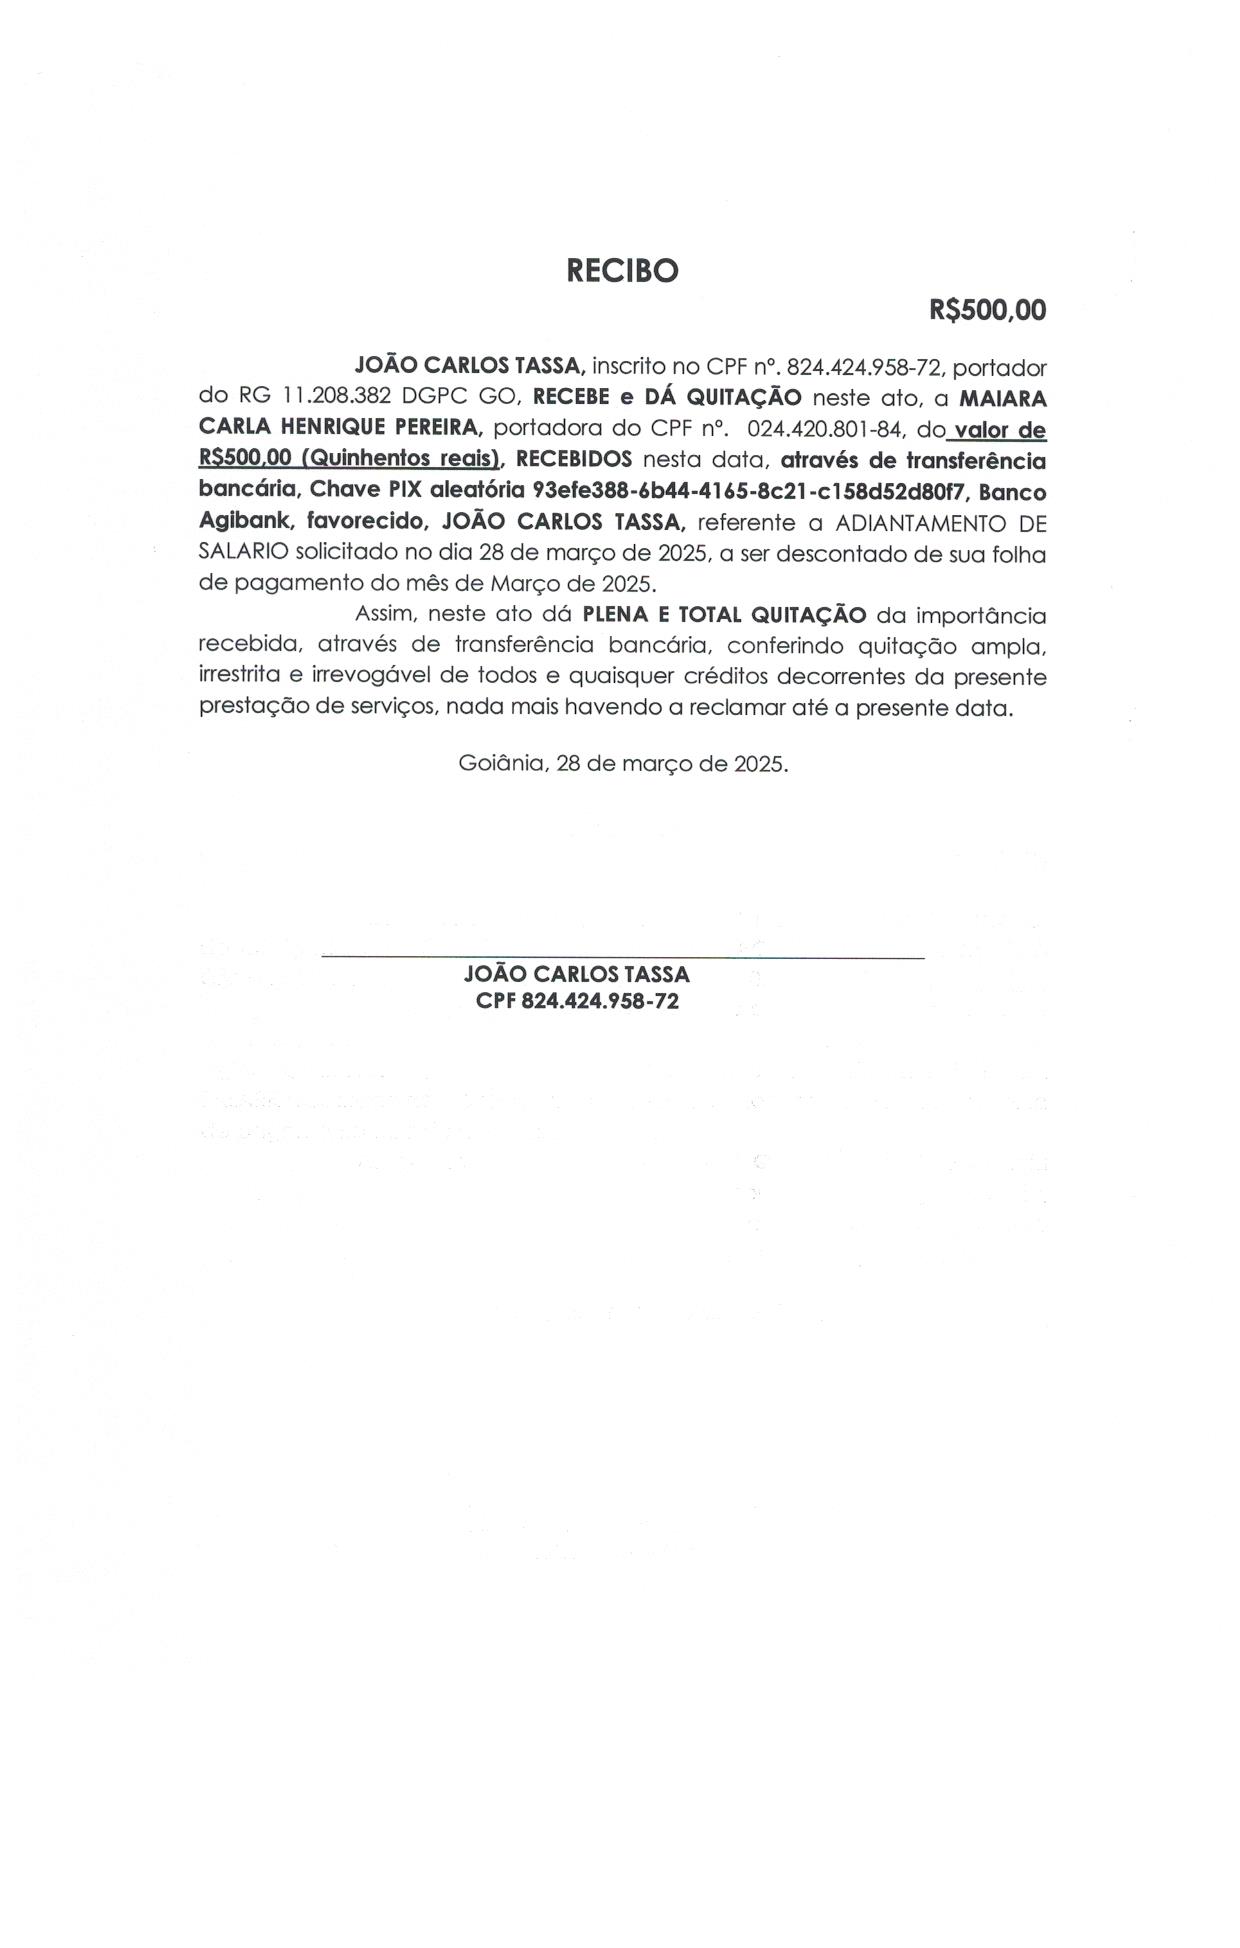 RECIBO
R$500,00
JOÃO CARLOS TASSA, inscrito no CPF nº. 824.424.958-72, portador
do RG 11.208.382 DGPC GO, RECEBE e DÁ QUITAÇÃO neste ato, a MAIARA
CARLA HENRIQUE PEREIRA, portadora do CPF nº. 024.420.801-84, do valor de
R$500,00 (Quinhentos reais), RECEBIDOS nesta data, através de transferência
bancária, Chave PIX aleatória 93efe388-6b44-4165-8c21-c158d52d80f7, Banco
Agibank, favorecido, JOÃO CARLOS TASSA, referente a ADIANTAMENTO DE
SALARIO solicitado no dia 28 de março de 2025, a ser descontado de sua folha
de pagamento do mês de Março de 2025.
Assim, neste ato dá PLENA E TOTAL QUITAÇÃO da importância
recebida, através de transferência bancária, conferindo quitação ampla,
irrestrita e irrevogável de todos e quaisquer créditos decorrentes da presente
prestação de serviços, nada mais havendo a reclamar até a presente data.
Goiânia, 28 de março de 2025.
JOÃO CARLOS TASSA
CPF 824.424.958-72